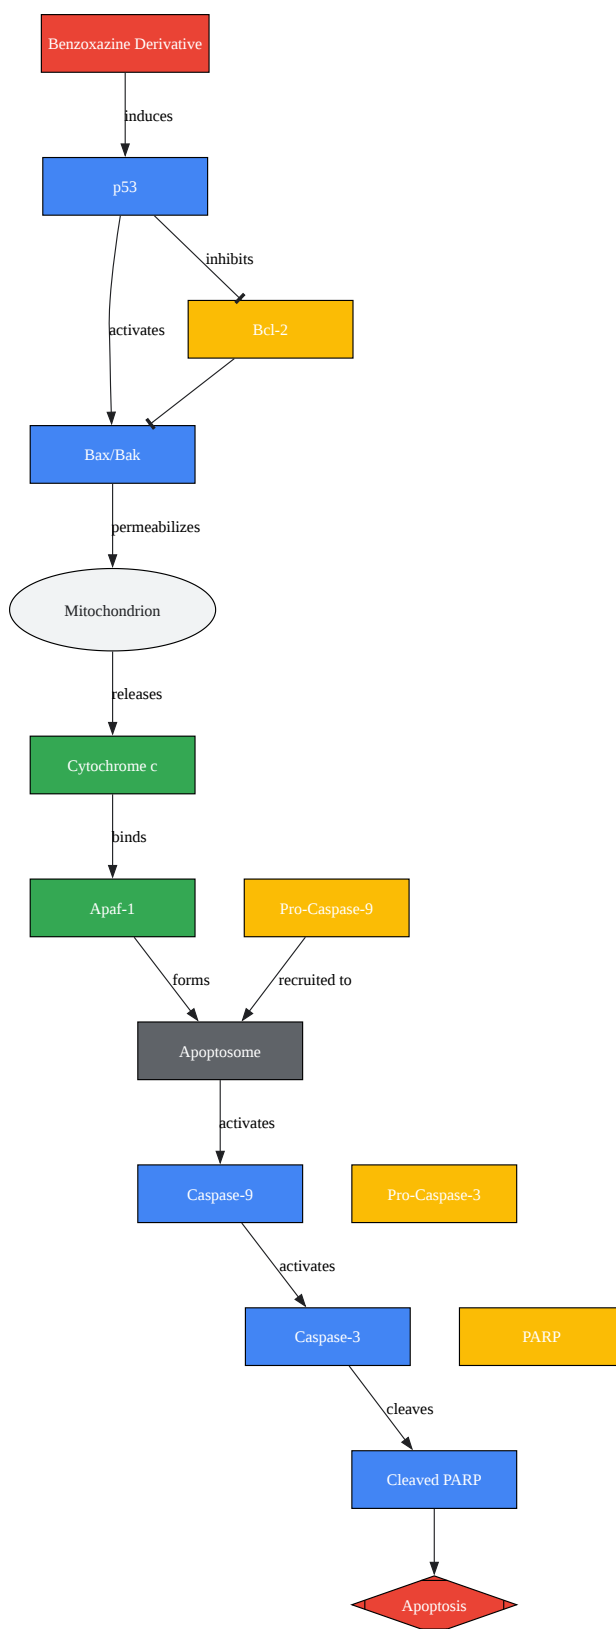 Benzoxazine Derivative
induces
p53
inhibits
activates
Bcl-2
Bax/Bak
permeabilizes
Mitochondrion
releases
Cytochrome c
binds
Apaf-1
Pro-Caspase-9
forms
recruited to
Apoptosome
activates
Caspase-9
Pro-Caspase-3
activates
Caspase-3
PARP
cleaves
Cleaved PARP
Apoptosis